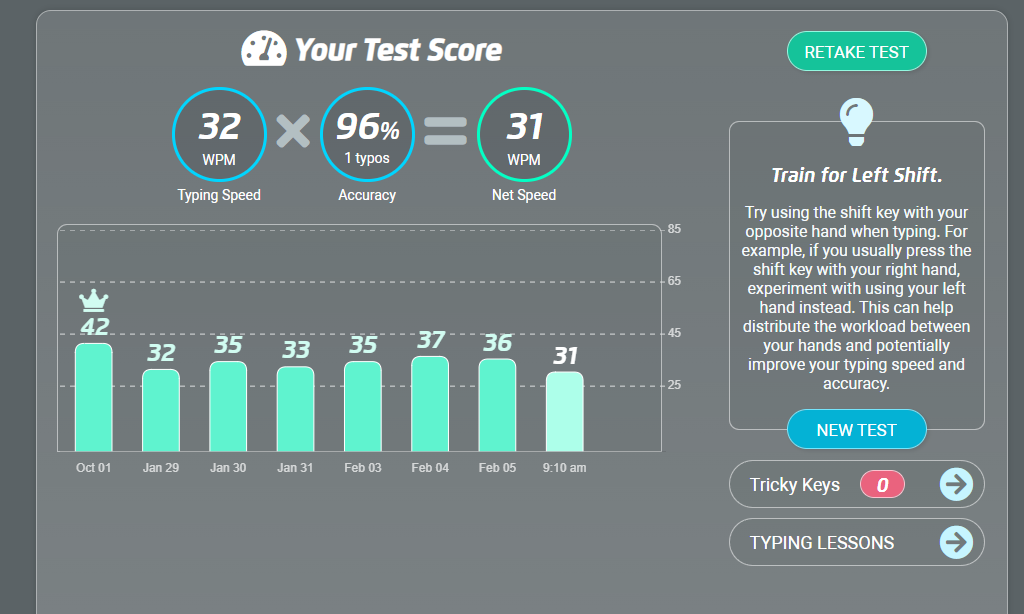 Your Test Score
RETAKE TEST
32
WPM
Typing Speed
96%
1 typos
Accuracy
31
WPM
Net Speed
85
65
45
25
42
32
35
33
35
37
36
31
Oct 01
Jan 29
Jan 30
Jan 31
Feb 03
Feb 04
Feb 05
9:10 am
Train for Left Shift.
Try using the shift key with your
opposite hand when typing. For
example, if you usually press the
shift key with your right hand,
experiment with using your left
hand instead. This can help
distribute the workload between
your hands and potentially
improve your typing speed and
accuracy.
NEW TEST
Tricky Keys 0
TYPING LESSONS